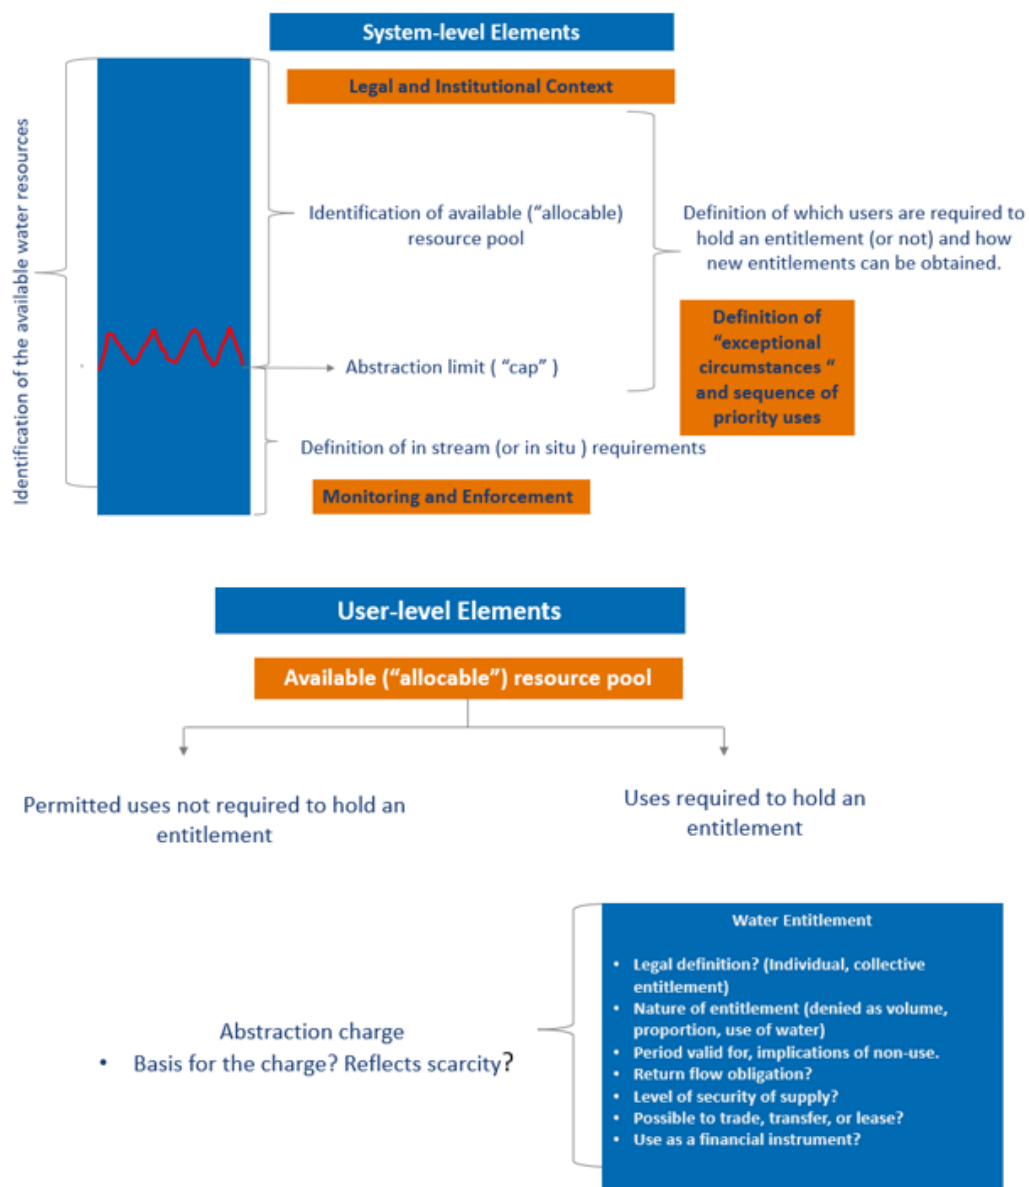 System-level Elements
Legal and Institutional Context
Identification of the available water resources
Identification of available (“allocable)
resource pool
Definition of which users are required to
hold an entitlement (or not) and how
new entitlements can be obtained.
Definition of
“exceptional
circumstances “
and sequence of
priority uses
Abstraction limit ( “cap” )
Definition of in stream (or in situ ) requirements
Monitoring and Enforcement
User-level Elements
Available (“allocable”) resource pool
Permitted uses not required to hold an
entitlement
Uses required to hold an
entitlement
Abstraction charge
• Basis for the charge? Reflects scarcity?
Water Entitlement
• Legal definition? (Individual, collective
entitlement)
• Nature of entitlement (denied as volume,
proportion, use of water)
• Period valid for, implications of non-use.
• Return flow obligation?
• Level of security of supply?
• Possible to trade, transfer, or lease?
• Use as a financial instrument?